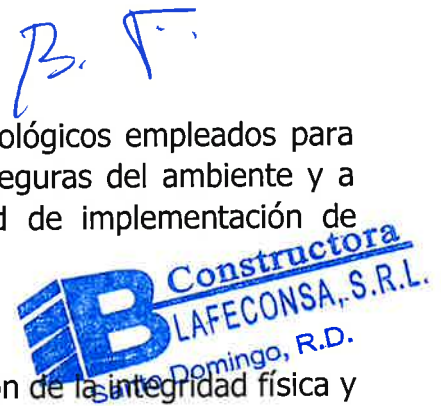 B. F.
ológicos empleados para
eguras del ambiente y a
d de implementación de
Constructora
LAFECONSA, S.R.L.
Santo Domingo, R.D.
n de la integridad física y